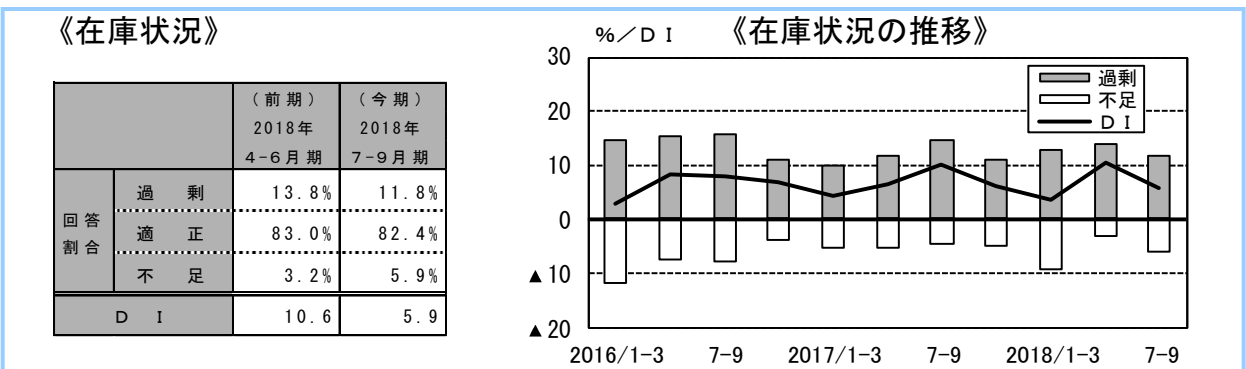 《在庫状況》
（前期） （今期）
2018年 2018年
4-6月期 7-9月期
回答割合
過 剰 13.8% 11.8%
適 正 83.0% 82.4%
不 足 3.2% 5.9%
ＤＩ 10.6 5.9
％／ＤＩ 《在庫状況の推移》
30
20
10
0
▲10
▲20
過剰
不足
ＤＩ
2016/1-3 7-9 2017/1-3 7-9 2018/1-3 7-9